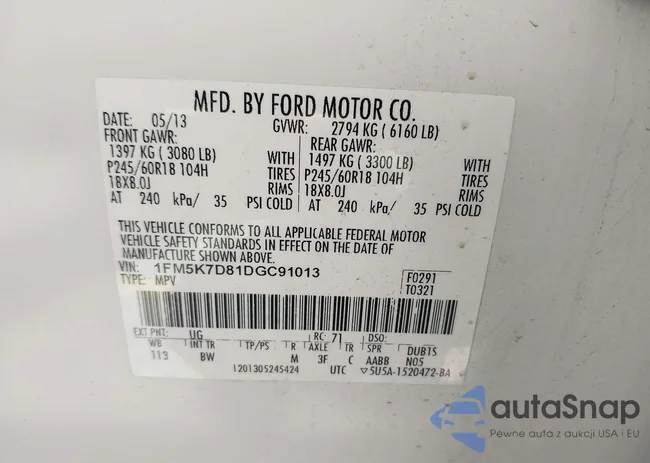 MFD. BY FORD MOTOR CO.
DATE: 05/13 GVWR: 2794 KG (6160 LB)
FRONT GAWR: REAR GAWR:
1397 KG (3080 LB) WITH 1497 KG (3300 LB) WITH
P245/60R18 104H TIRES P245/60R18 104H TIRES
18X8.0J RIMS 18X8.0J RIMS
AT 240 kPa/ 35 PSI COLD AT 240 kPa/ 35 PSI COLD
THIS VEHICLE CONFORMS TO ALL APPLICABLE FEDERAL MOTOR
VEHICLE SAFETY STANDARDS IN EFFECT ON THE DATE OF
MANUFACTURE SHOWN ABOVE.
VIN: 1FM5K7D81DGC91013 F0291
TYPE: MPV T0321
EXT PNT: UG RC: 71 DSO:
WB INT TR TP/PS R AXLE TR SPR DUB1S
113 BW M 3F C AABB N05
1201305245424 UTC ▽5U5A-1520472-BA
autoSnap
Pewne auta z aukcji USA i EU